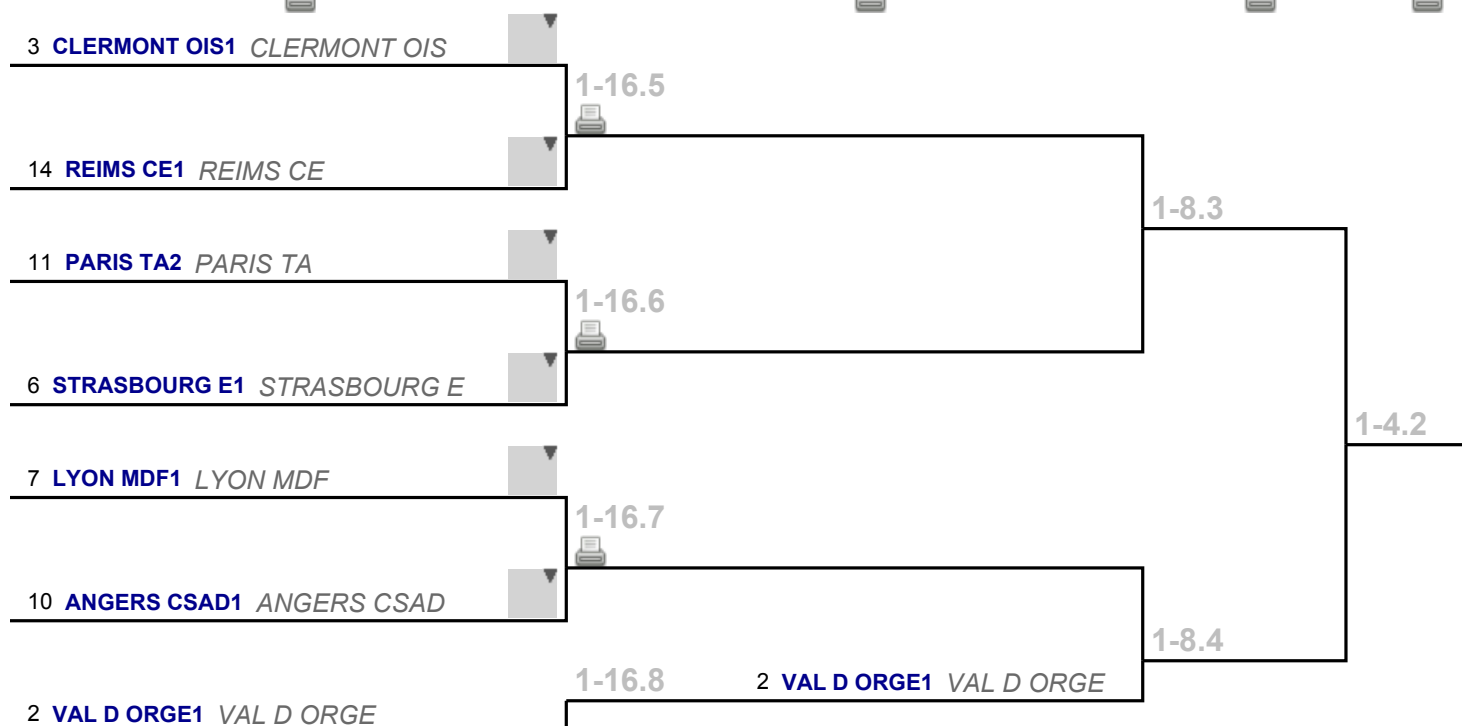 3 CLERMONT OIS1 CLERMONT OIS
1-16.5
14 REIMS CE1 REIMS CE
1-8.3
11 PARIS TA2 PARIS TA
1-16.6
6 STRASBOURG E1 STRASBOURG E
1-4.2
7 LYON MDF1 LYON MDF
1-16.7
10 ANGERS CSAD1 ANGERS CSAD
1-8.4
1-16.8
2 VAL D ORGE1 VAL D ORGE
2 VAL D ORGE1 VAL D ORGE